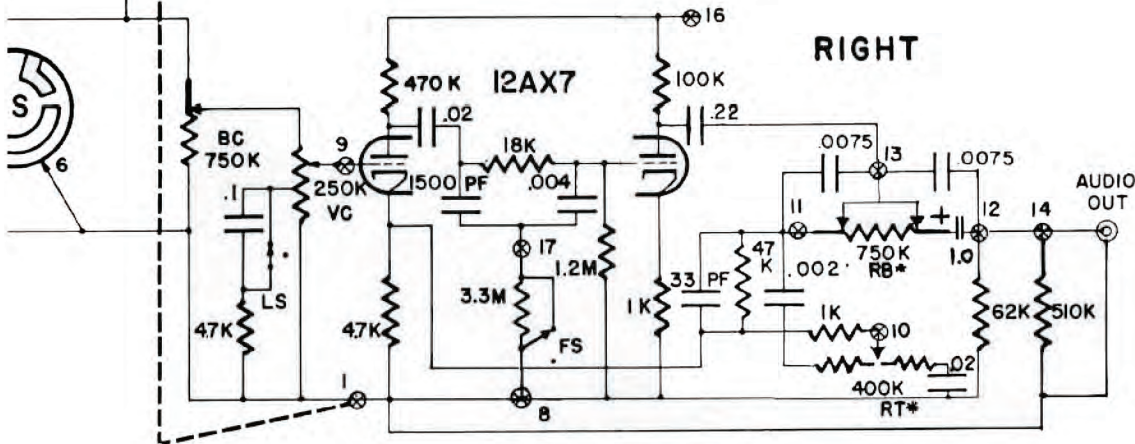 16
RIGHT
470K
12AX7
100K
.02
.22
S
BC
750K
9
18K
.0075
13
.0075
6
250K
VC
1500 PF
.004
AUDIO
OUT
.1
11
+
12
14
17
47
K
750K
RB*
1.0
1.2M
33 PF
.002
LS
3.3M
1K
1K
10
62K
510K
4.7K
4.7K
FS
.02
400K
RT*
1
8